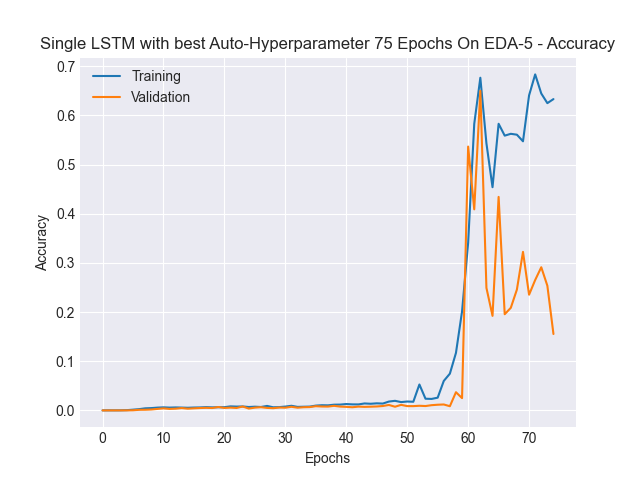 Single LSTM with best Auto-Hyperparameter 75 Epochs On EDA-5 - Accuracy
Training
Validation
0.7
0.6
0.5
0.4
0.3
0.2
0.1
0.0
Accuracy
0 10 20 30 40 50 60 70
Epochs